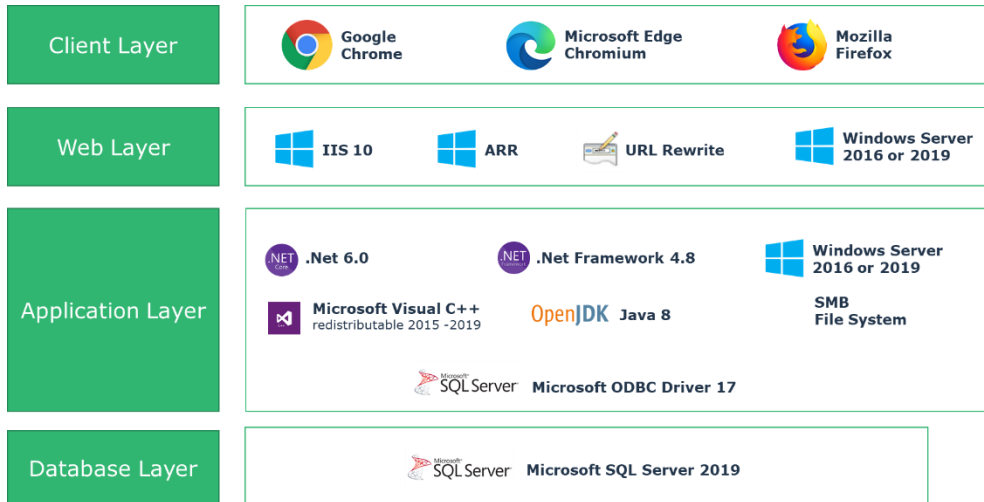 Client Layer
Google
Chrome
Microsoft Edge
Chromium
Mozilla
Firefox
Web Layer
IIS 10
ARR
URL Rewrite
Windows Server
2016 or 2019
Application Layer
.NET
Core
.Net 6.0
.NET
Framework
.Net Framework 4.8
Windows Server
2016 or 2019
Microsoft Visual C++
redistributable 2015 -2019
OpenJDK
Java 8
SMB
File System
Microsoft
SQL Server
Microsoft ODBC Driver 17
Database Layer
Microsoft
SQL Server
Microsoft SQL Server 2019